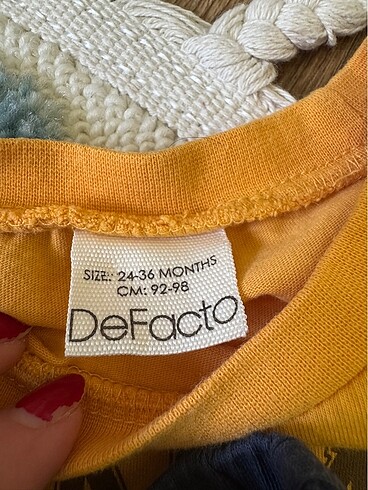 SIZE: 24-36 MONTHS
CM: 92-98
DeFacto